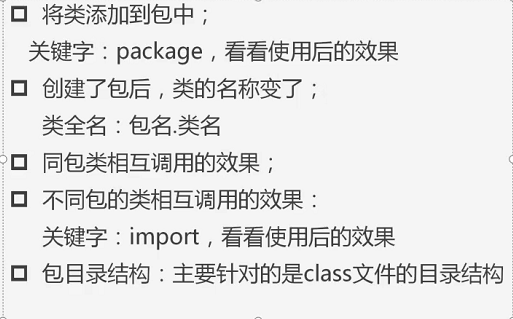 将类添加到包中；
关键字：package，看看使用后的效果
创建了包后，类的名称变了；
类全名：包名.类名
同包类相互调用的效果；
不同包的类相互调用的效果：
关键字：import，看看使用后的效果
包目录结构：主要针对的是class文件的目录结构